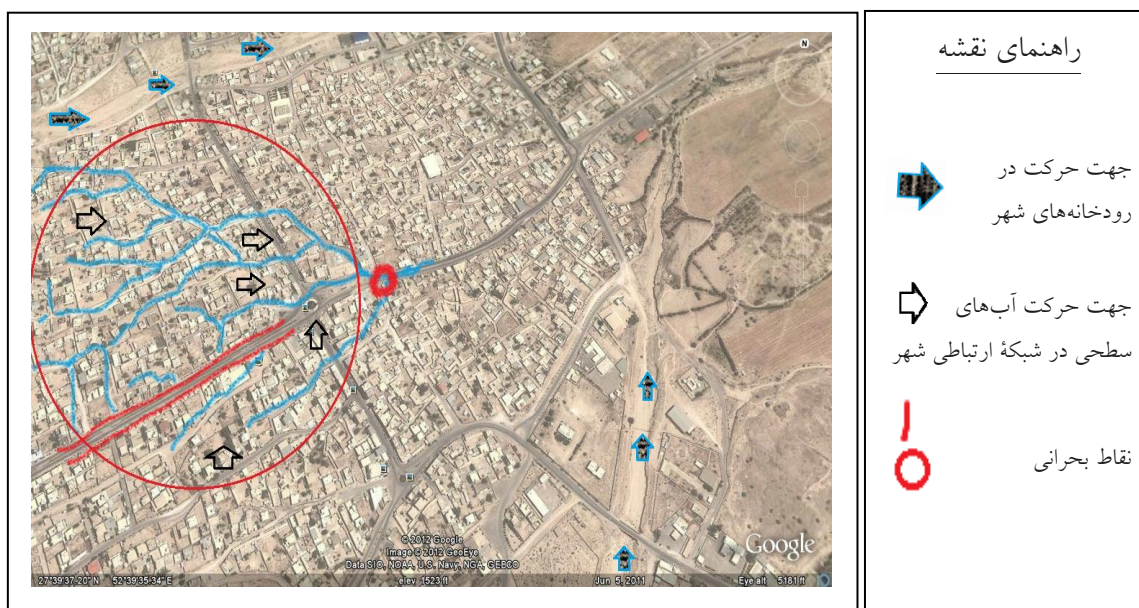 N
© 2012 Google
Image © 2012 GeoEye
Data SIO, NOAA, U.S. Navy, NGA, GEBCO
Google
27°39'37-20" N 52°39'35-34" E
elev 1523 ft
Jun 5, 2011
Eye alt 5181 ft
راهنمای نقشه
جهت حرکت در
رودخانه‌های شهر
جهت حرکت آب‌های
سطحی در شبکهٔ ارتباطی شهر
نقاط بحرانی